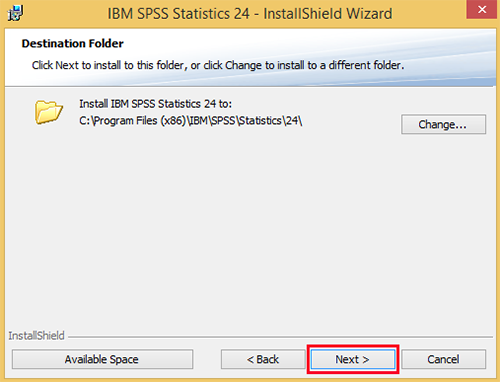 IBM SPSS Statistics 24 - InstallShield Wizard
Destination Folder
Click Next to install to this folder, or click Change to install to a different folder.
Install IBM SPSS Statistics 24 to:
C:\Program Files (x86)\IBM\SPSS\Statistics\24\
Change...
InstallShield
Available Space
< Back
Next >
Cancel